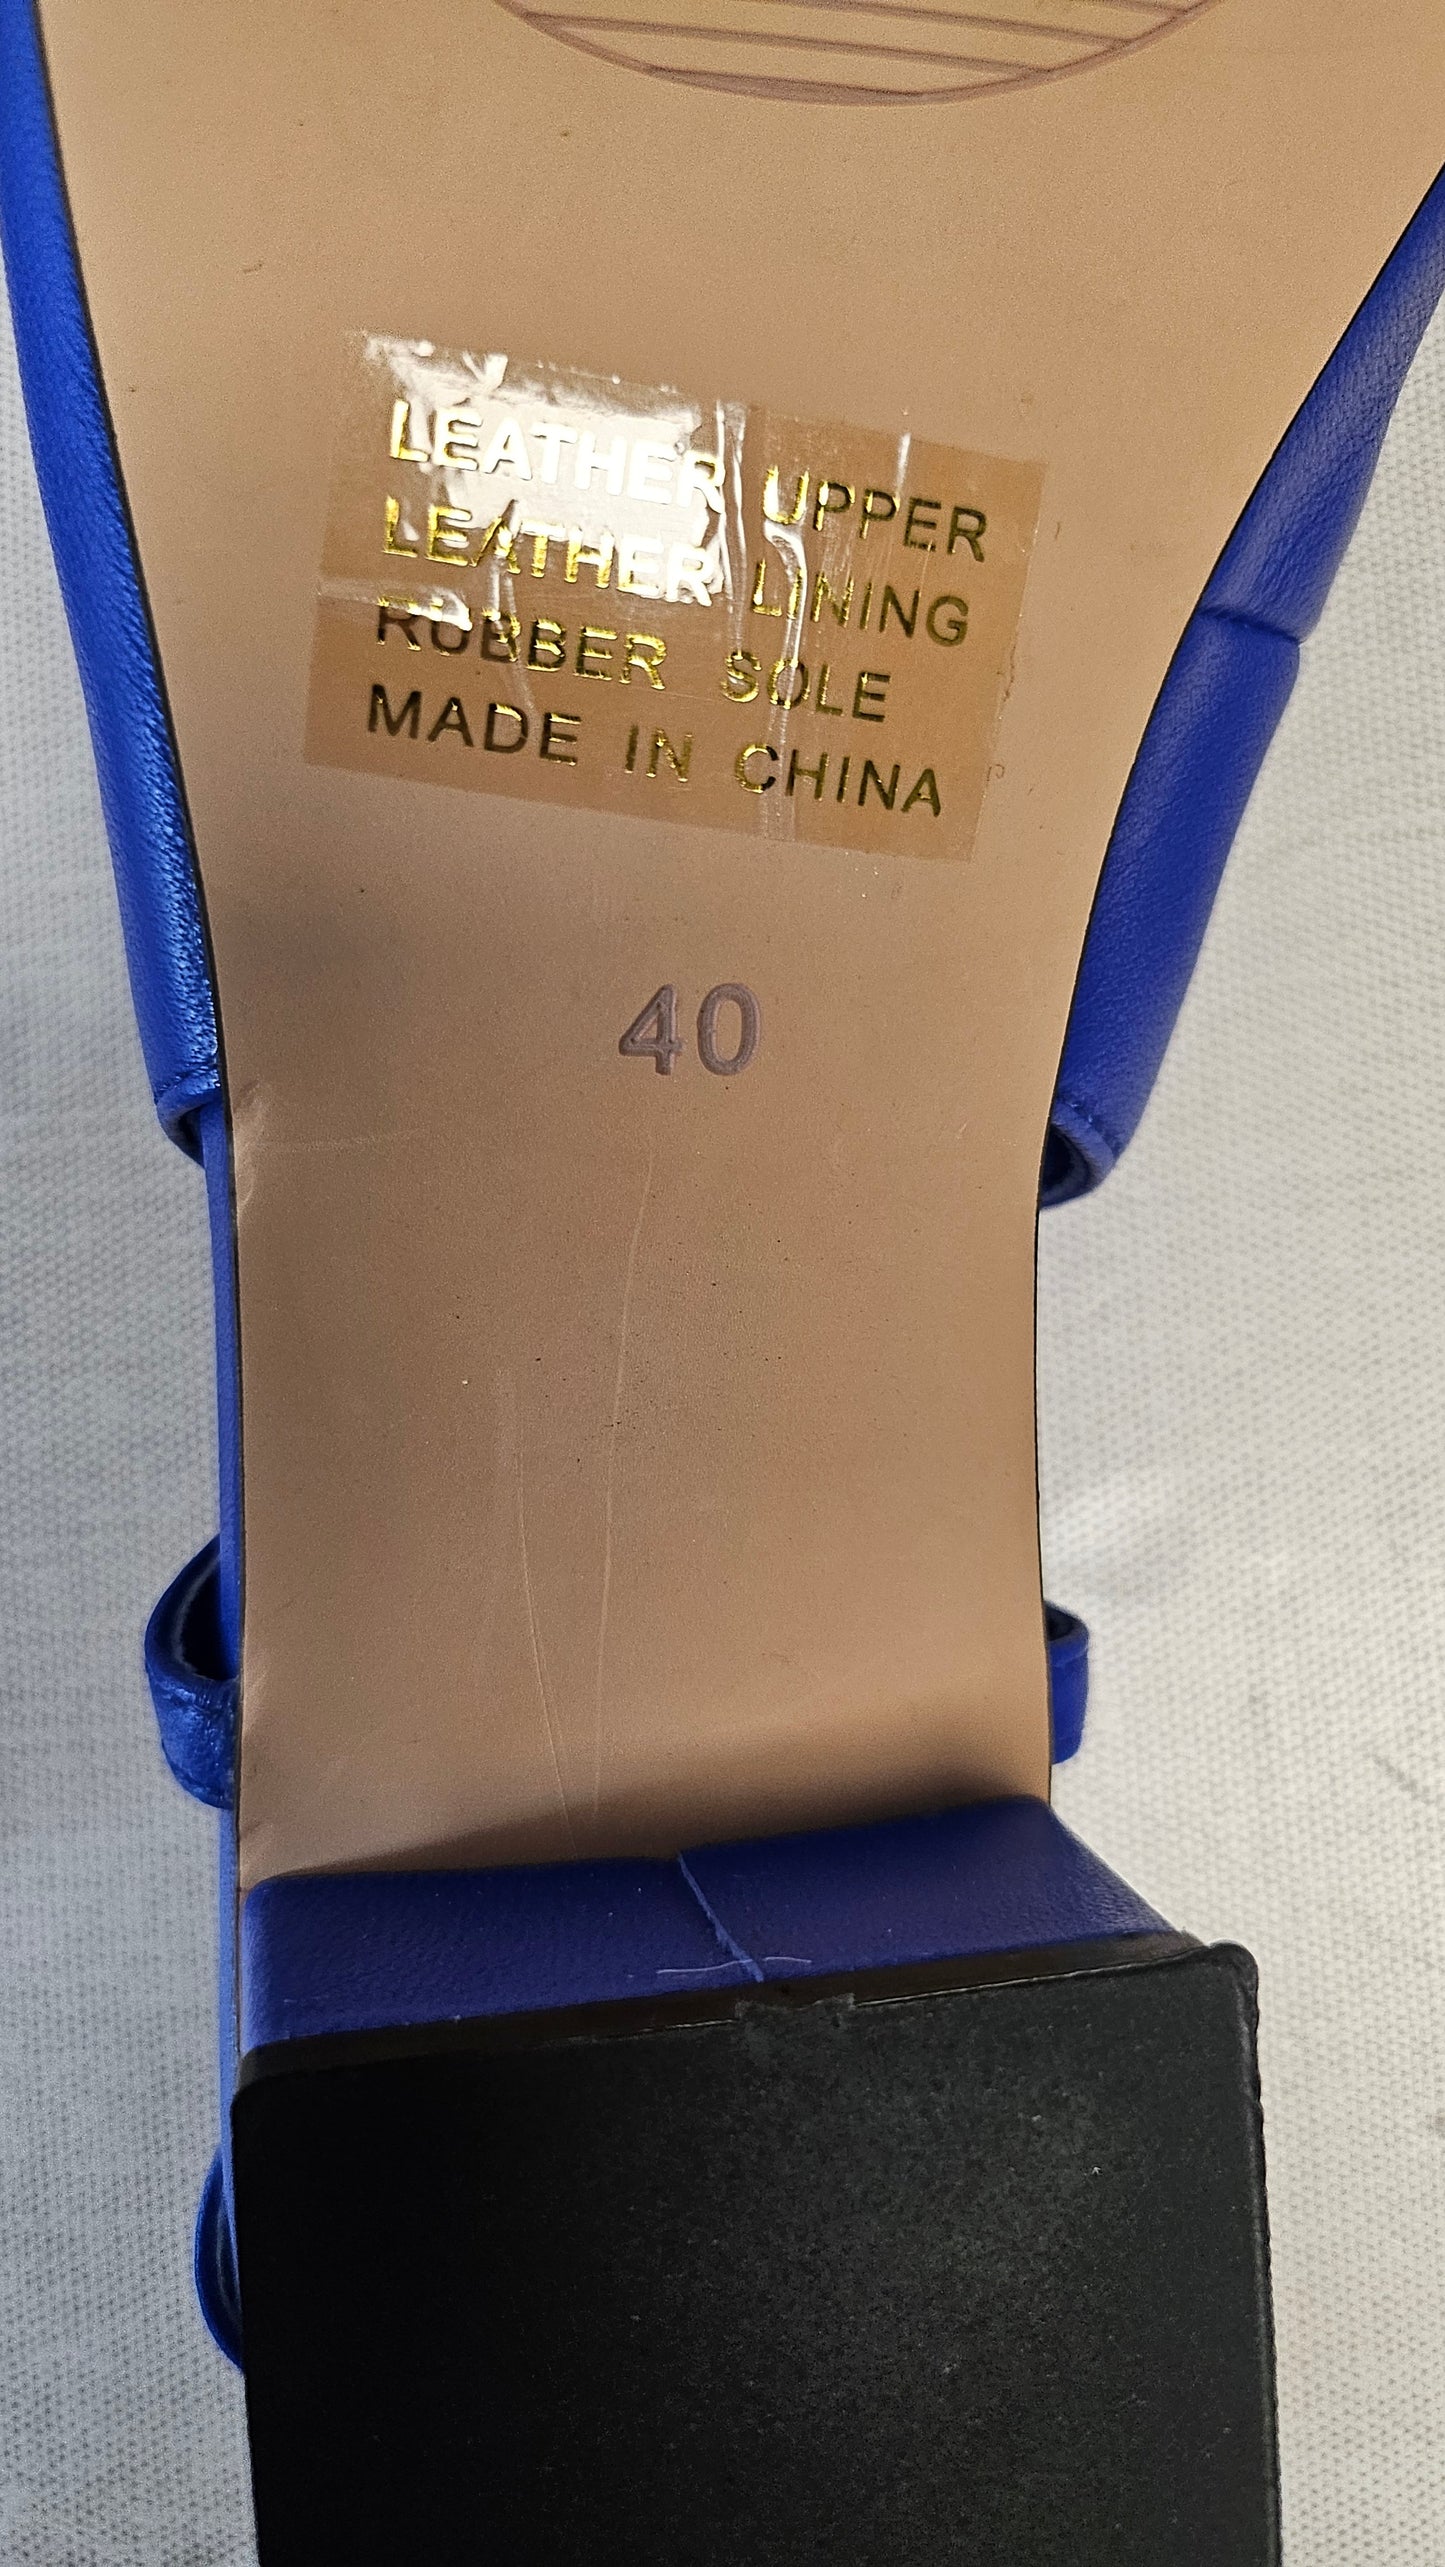 LEATHER UPPER
LEATHER LINING
RUBBER SOLE
MADE IN CHINA
40